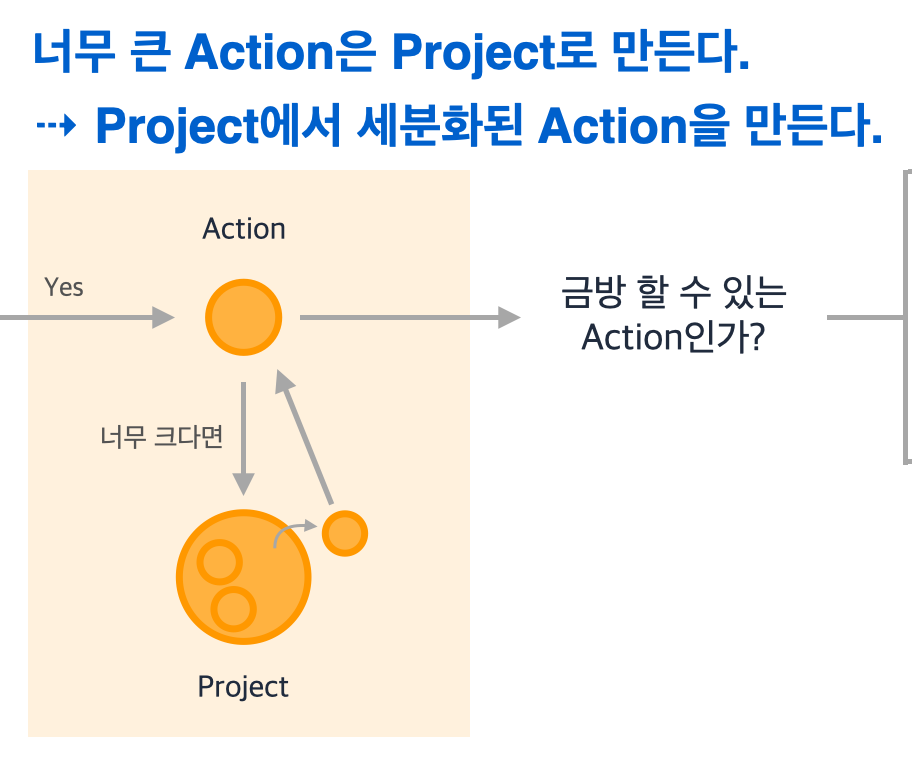 너무 큰 Action은 Project로 만든다.
⇢ Project에서 세분화된 Action을 만든다.
Action
Yes
금방 할 수 있는
Action인가?
너무 크다면
Project